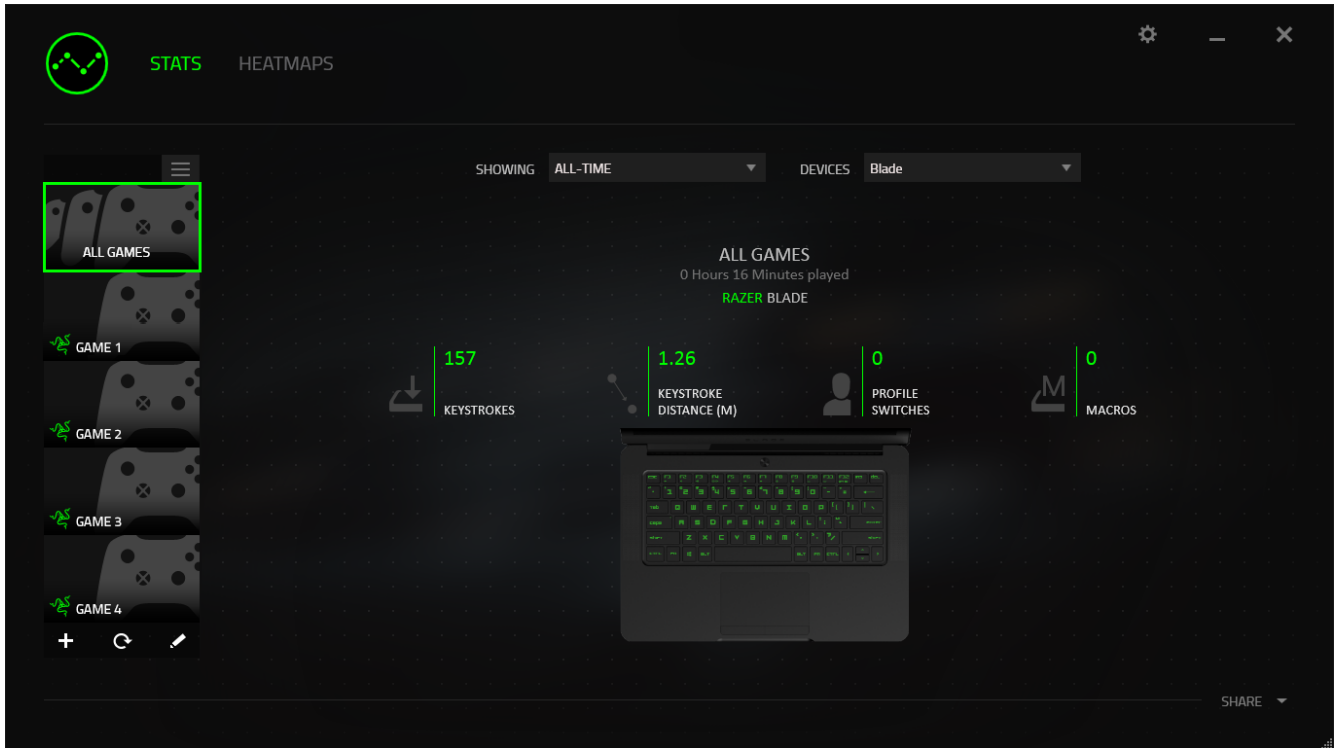 STATS HEATMAPS
SHOWING ALL-TIME DEVICES Blade
ALL GAMES
GAME 1
GAME 2
GAME 3
GAME 4
ALL GAMES
0 Hours 16 Minutes played
RAZER BLADE
157
KEYSTROKES
1.26
KEYSTROKE
DISTANCE (M)
0
PROFILE
SWITCHES
M
0
MACROS
SHARE